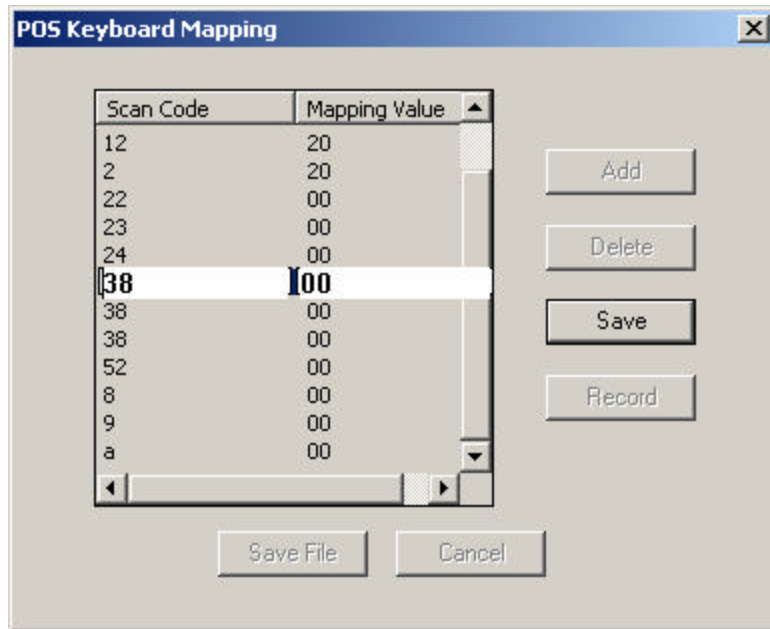 POS Keyboard Mapping
Scan Code Mapping Value
12 20
2 20
22 00
23 00
24 00
38 00
38 00
38 00
52 00
8 00
9 00
a 00
Add
Delete
Save
Record
Save File Cancel